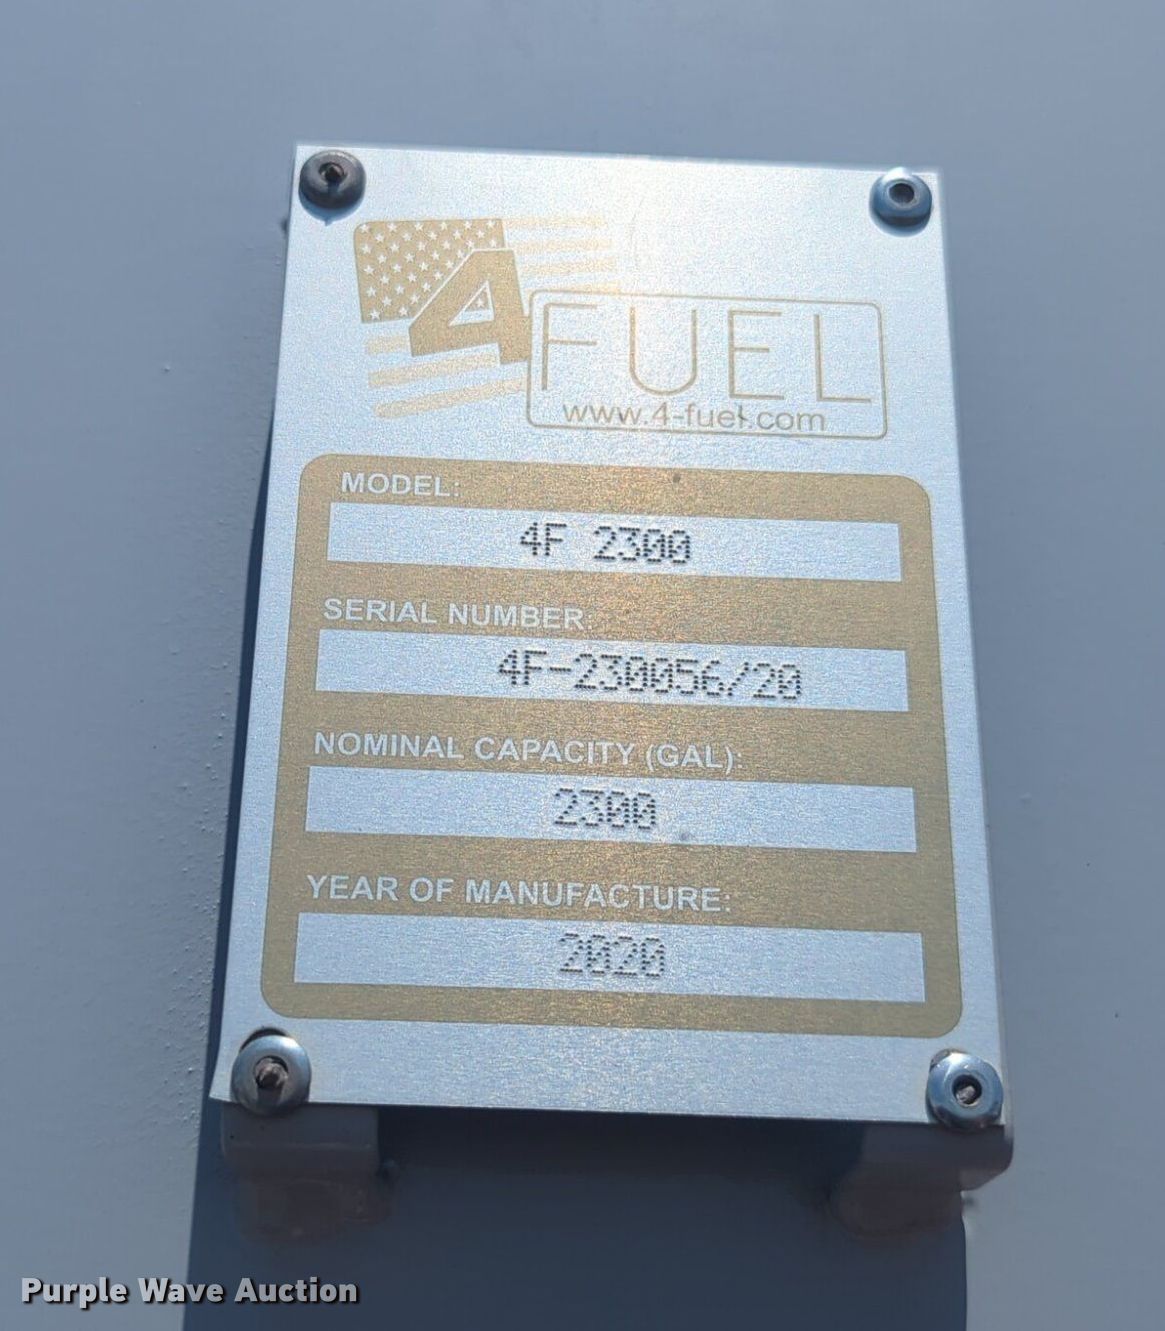 4 FUEL
www.4-fuel.com
MODEL:
4F 2300
SERIAL NUMBER:
4F-230056/20
NOMINAL CAPACITY (GAL):
2300
YEAR OF MANUFACTURE:
2020
Purple Wave Auction